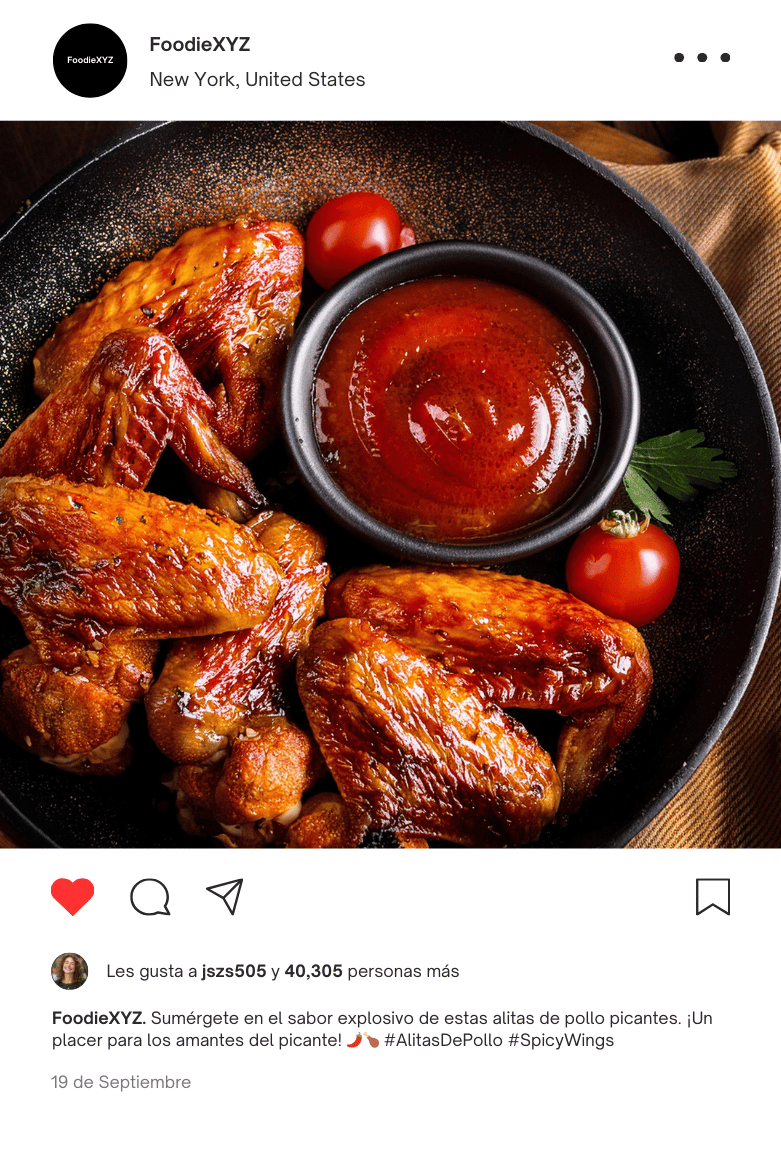 FoodieXYZ
FoodieXYZ
New York, United States
Les gusta a jszs505 y 40,305 personas más
FoodieXYZ. Sumérgete en el sabor explosivo de estas alitas de pollo picantes. ¡Un
placer para los amantes del picante! 🌶️🍗 #AlitasDePollo #SpicyWings
19 de Septiembre